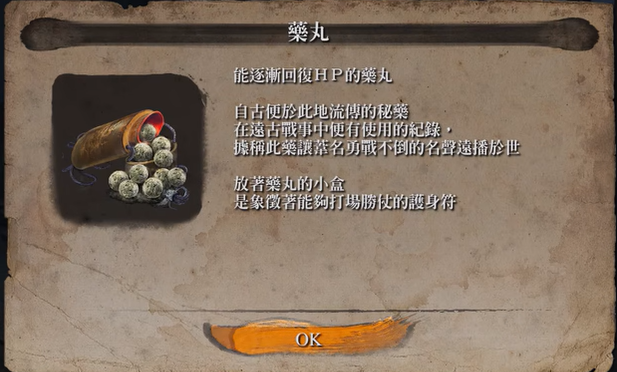 藥丸
能逐漸回復ＨＰ的藥丸
自古便於此地流傳的秘藥
在遠古戰事中便有使用的紀錄，
據稱此藥讓葦名勇戰不倒的名聲遠播於世
放著藥丸的小盒
是象徵著能夠打場勝仗的護身符
OK